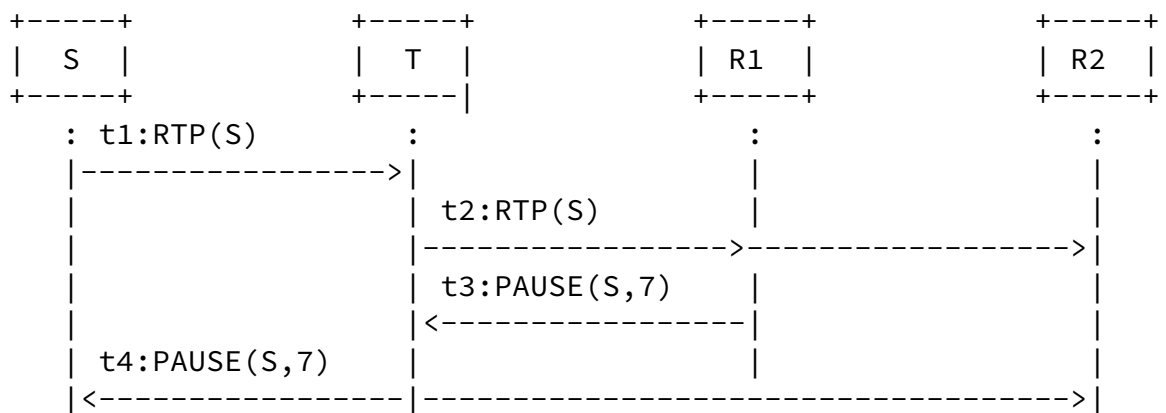 S T R1 R2
t1:RTP(S)
t2:RTP(S)
t3:PAUSE(S,7)
t4:PAUSE(S,7)